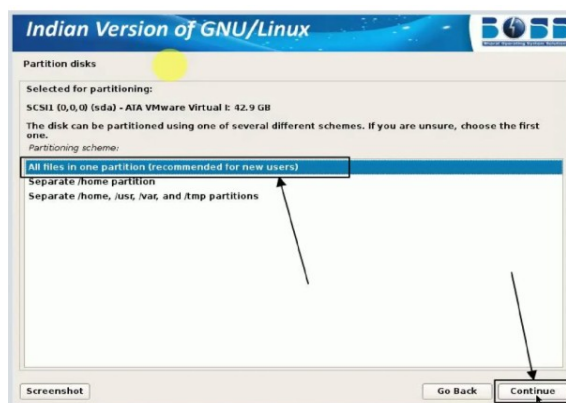 Indian Version of GNU/Linux
BOSS
Partition disks
Selected for partitioning:
SCSI1 (0,0,0) (sda) - ATA VMware Virtual I: 42.9 GB
The disk can be partitioned using one of several different schemes. If you are unsure, choose the first
one.
Partitioning scheme:
All files in one partition (recommended for new users)
Separate /home partition
Separate /home, /usr, /var, and /tmp partitions
Screenshot
Go Back
Continue